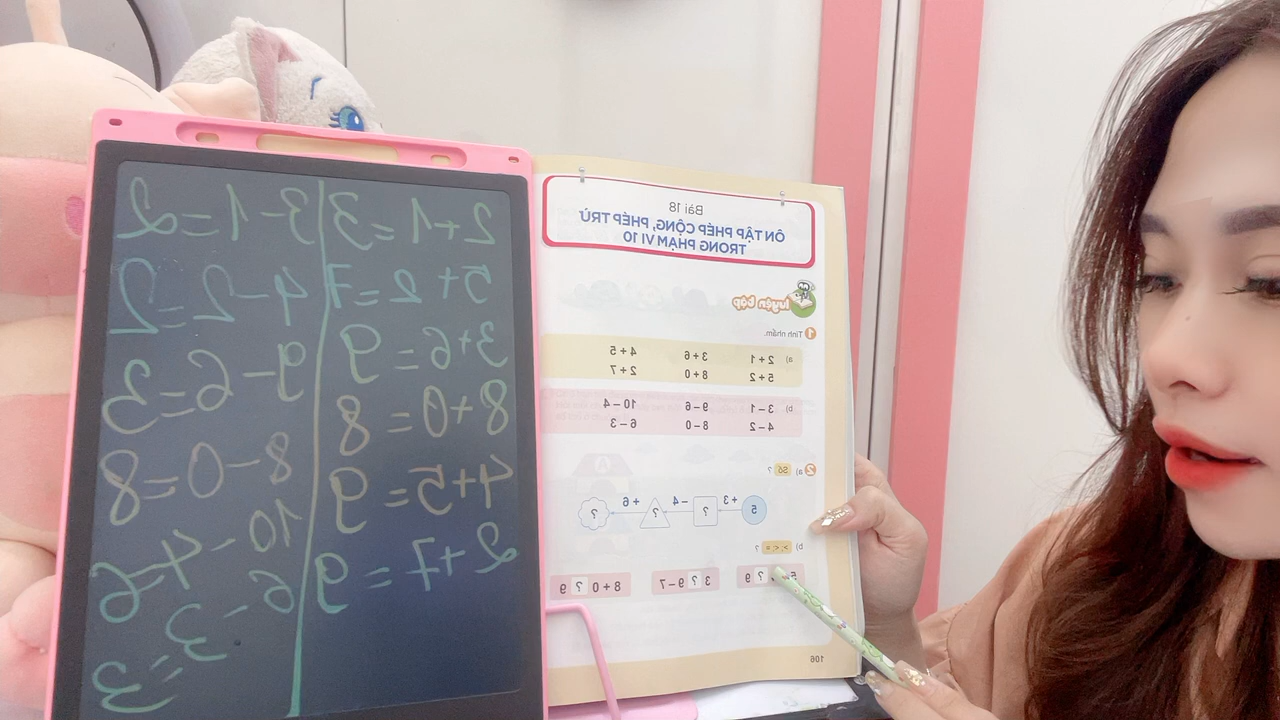 Bài 18
ÔN TẬP PHÉP CỘNG, PHÉP TRỪ
TRONG PHẠM VI 10
Luyện tập
1 Tính nhẩm.
a) 2 + 1 3 + 6 4 + 5
5 + 2 8 + 0 2 + 7
b) 3 – 1 9 – 6 10 – 4
4 – 2 8 – 0 6 – 3
2 a) Số ?
5 + 3 ? – 4 ? + 6 ?
b) >; <; = ?
5 ? 9 3 ? 9 – 7 8 + 0 ? 9
106
2+1=3
5+2=7
3+6=9
8+0=8
4+5=9
2+7=9
3-1=2
4-2=2
9-6=3
8-0=8
10-4=6
6-3=3